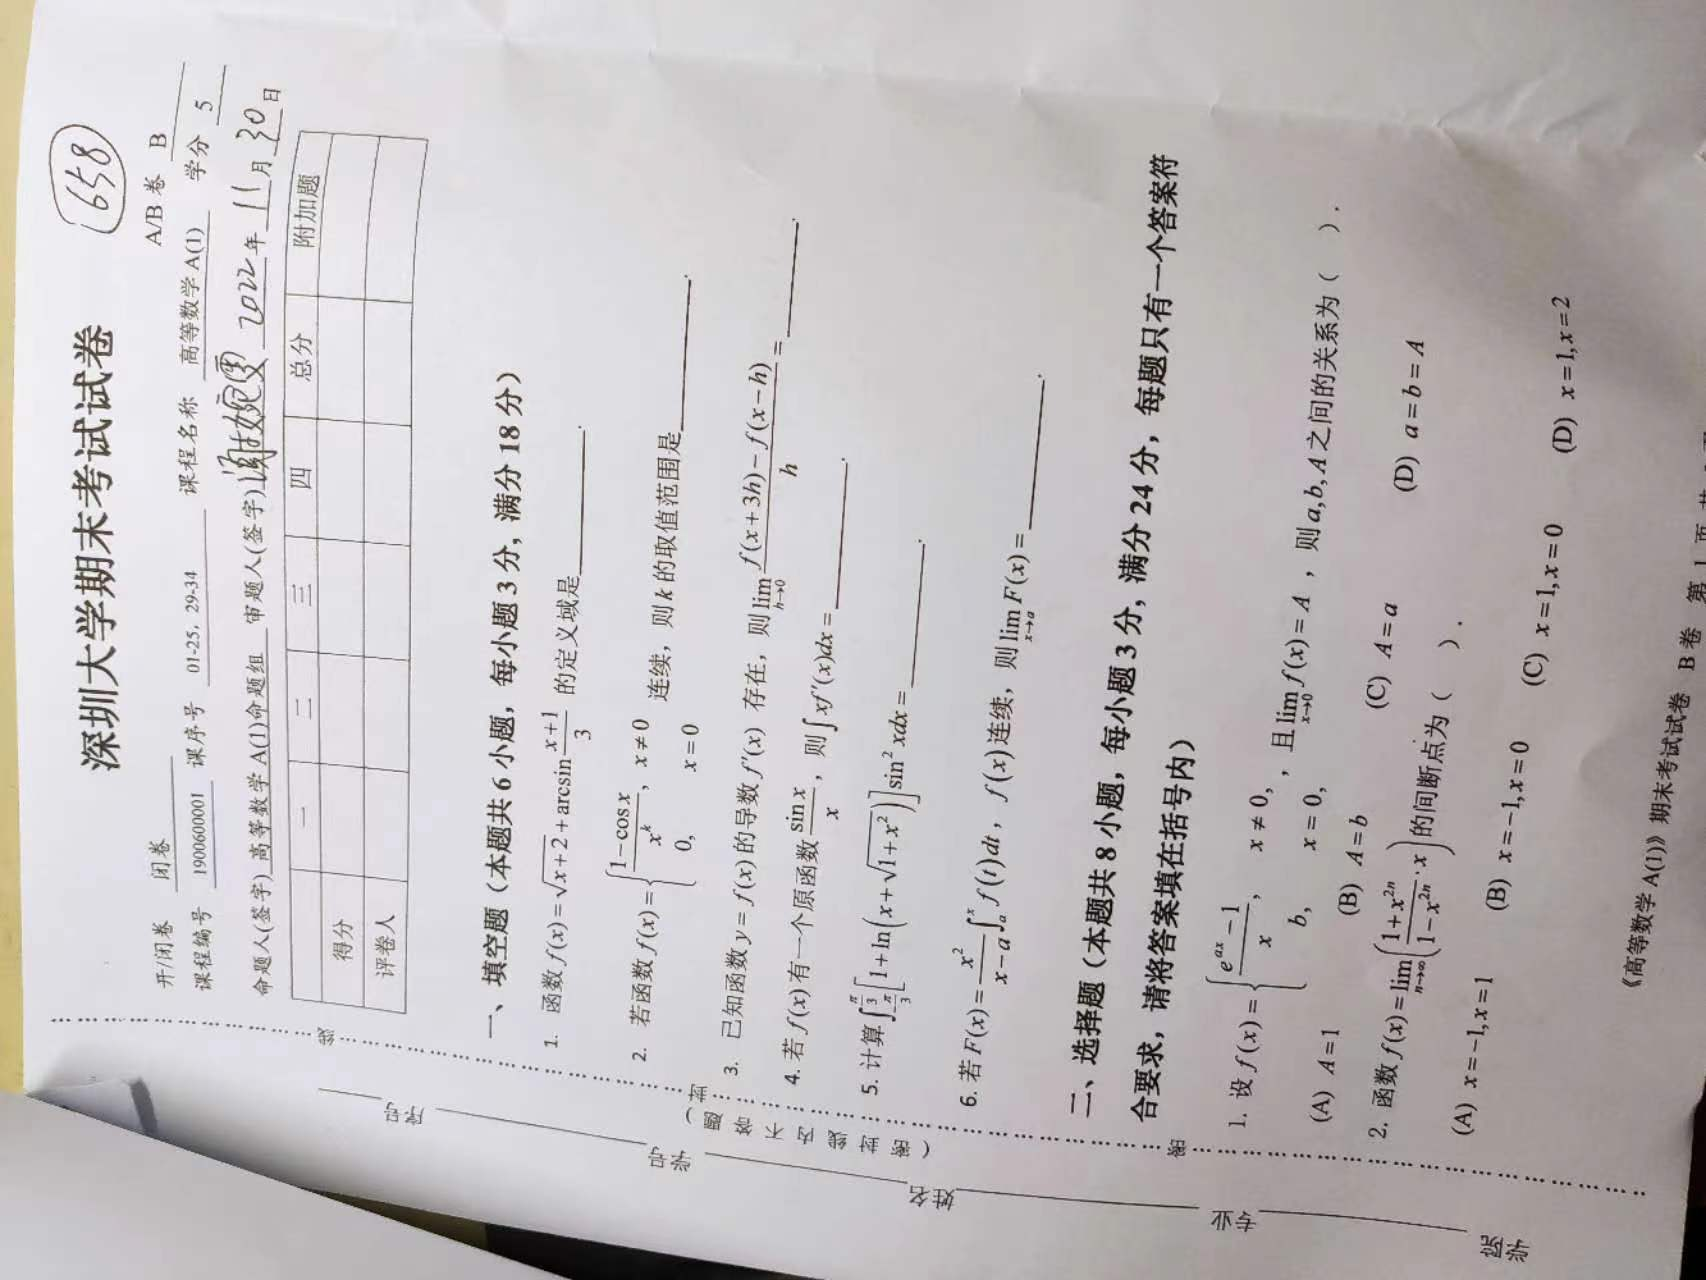 658
深圳大学期末考试试卷
开/闭卷 闭卷 A/B 卷 B
课程编号 1900600001 课序号 01-25, 29-34 课程名称 高等数学 A(1) 学分 5
命题人(签字) 高等数学 A(1)命题组 审题人(签字) 2022 年 11 月 30 日
一 二 三 四 总分 附加题
得分
评卷人
一、填空题（本题共 6 小题，每小题 3 分，满分 18 分）
1. 函数 f(x)=√(x+2)+arcsin (x+1)/3 的定义域是________.
2. 若函数 f(x)={(1-cos x)/x^k, x≠0
0, x=0 连续，则 k 的取值范围是________.
3. 已知函数 y=f(x) 的导数 f′(x) 存在，则 lim_{h→0} (f(x+3h)-f(x-h))/h =________.
4. 若 f(x) 有一个原函数 sin x/x，则 ∫xf′(x)dx=________.
5. 计算 ∫_{-π/3}^{π/3}[1+ln(x+√(1+x²))]sin² xdx=________.
6. 若 F(x)=x²/(x-a)∫_a^x f(t)dt，f(x) 连续，则 lim_{x→a} F(x)=________.
二、选择题（本题共 8 小题，每小题 3 分，满分 24 分，每题只有一个答案符
合要求，请将答案填在括号内）
1. 设 f(x)={(e^{ax}-1)/x, x≠0,
b, x=0, ，且 lim_{x→0} f(x)=A，则 a,b,A 之间的关系为（ ）.
(A) A=1 (B) A=b (C) A=a (D) a=b=A
2. 函数 f(x)=lim_{n→∞}((1+x^{2n})/(1-x^{2n})·x) 的间断点为（ ）.
(A) x=-1,x=1 (B) x=-1,x=0 (C) x=1,x=0 (D) x=1,x=2
《高等数学 A(1)》期末考试试卷 B 卷 第 1 页
线
序号
封
（密封线内不答题）
学号
姓名
密
专业
学院